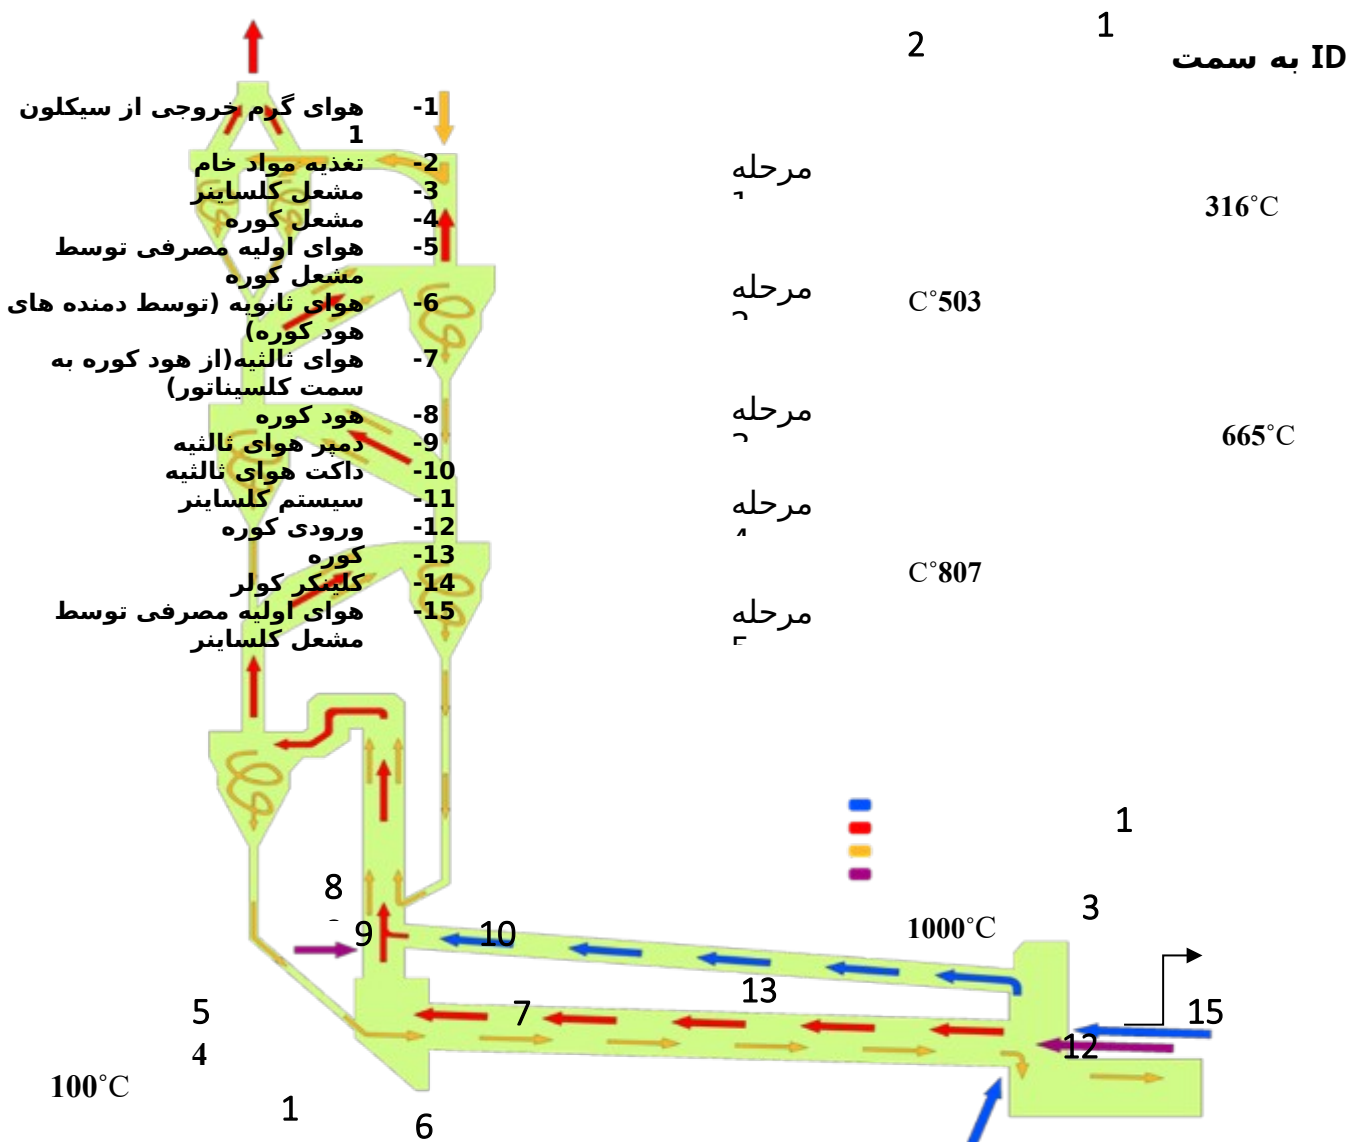 1
2
ID به سمت
1- هوای گرم خروجی از سیکلون
1
2- تغذیه مواد خام
3- مشعل کلساینر
4- مشعل کوره
5- هوای اولیه مصرفی توسط
مشعل کوره
6- هوای ثانویه (توسط دمنده های
هود کوره)
7- هوای ثالثیه(از هود کوره به
سمت کلسیناتور)
8- هود کوره
9- دمپر هوای ثالثیه
10- داکت هوای ثالثیه
11- سیستم کلساینر
12- ورودی کوره
13- کوره
14- کلینکر کولر
15- هوای اولیه مصرفی توسط
مشعل کلساینر
مرحله
316°C
مرحله
503°C
مرحله
665°C
مرحله
807°C
مرحله
1
8
3
1000°C
9
10
13
7
5
15
4
12
100°C
1
6